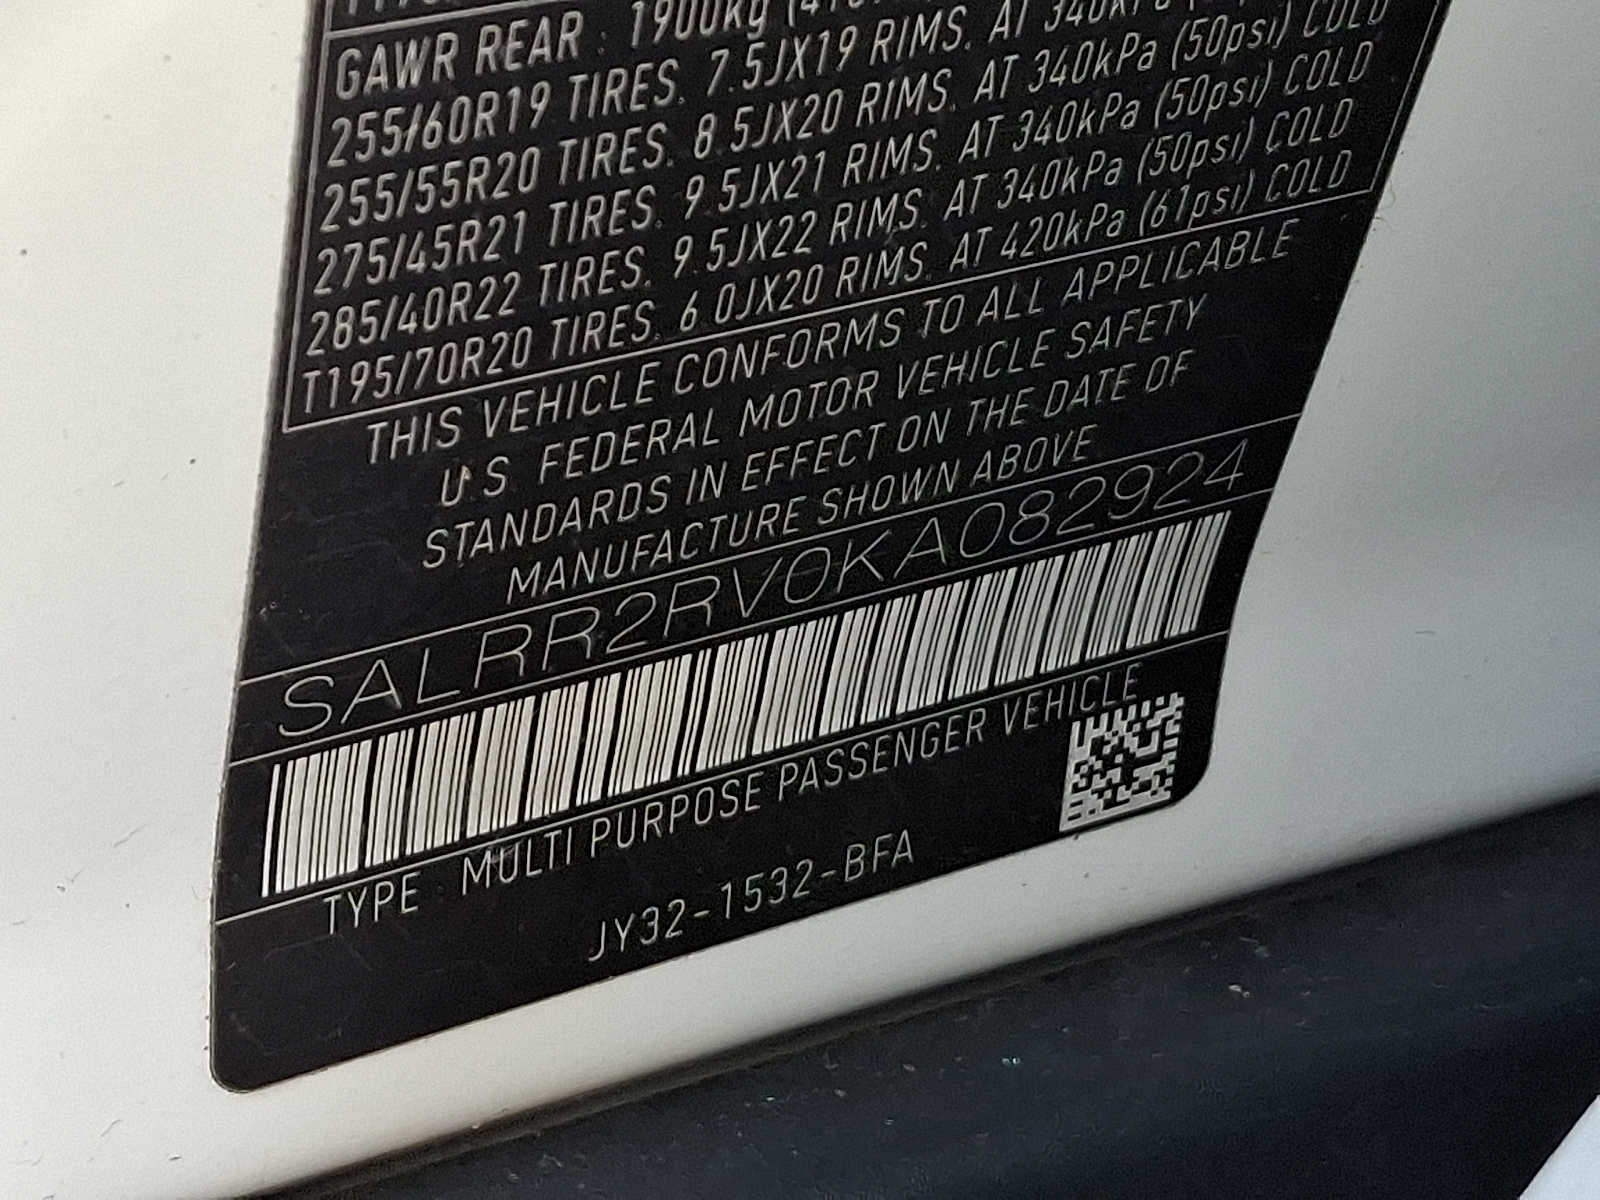 GAWR REAR : 1900kg
255/60R19 TIRES. 7.5JX19 RIMS. AT 340kPa
255/55R20 TIRES. 8.5JX20 RIMS. AT 340kPa (50psi) COLD
275/45R21 TIRES. 9.5JX21 RIMS. AT 340kPa (50psi) COLD
285/40R22 TIRES. 9.5JX22 RIMS. AT 340kPa (50psi) COLD
T195/70R20 TIRES. 6.0JX20 RIMS. AT 420kPa (61psi) COLD
THIS VEHICLE CONFORMS TO ALL APPLICABLE
U.S. FEDERAL MOTOR VEHICLE SAFETY
STANDARDS IN EFFECT ON THE DATE OF
MANUFACTURE SHOWN ABOVE
SALRR2RV0KA082924
TYPE : MULTI PURPOSE PASSENGER VEHICLE
JY32-1532-BFA